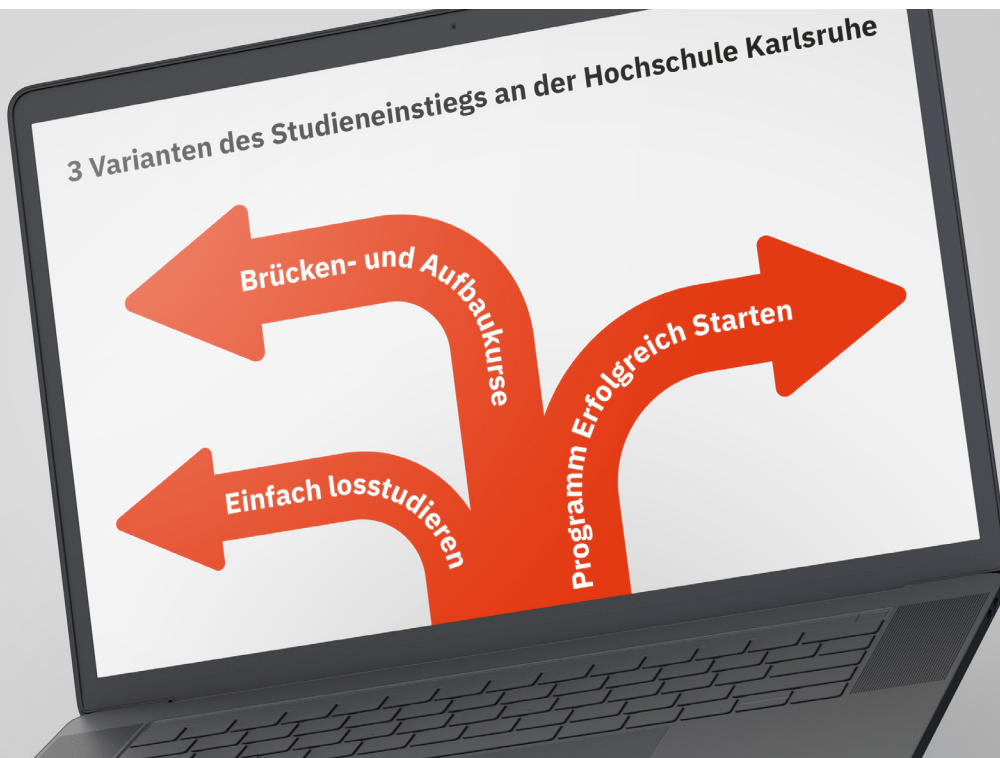 3 Varianten des Studieneinstiegs an der Hochschule Karlsruhe
Brücken- und Aufbaukurse
Programm Erfolgreich Starten
Einfach losstudieren